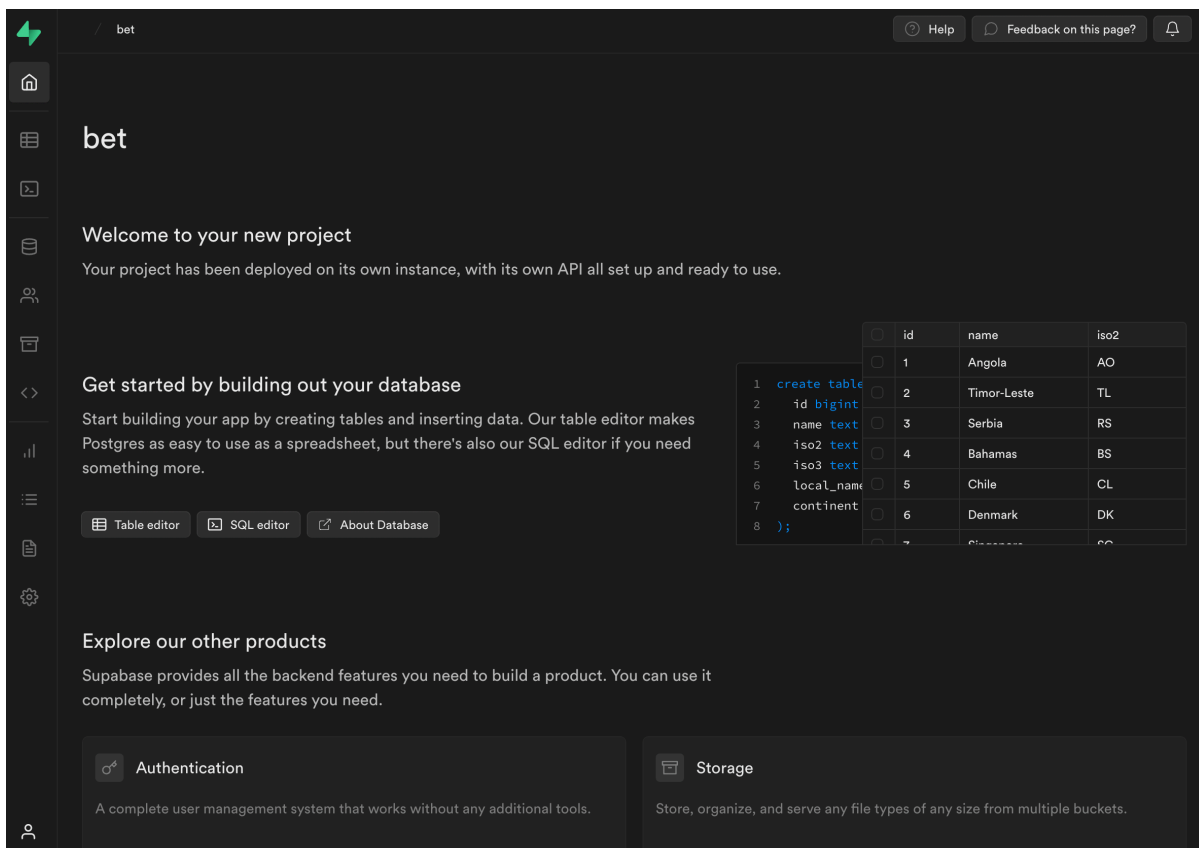 / bet
Help
Feedback on this page?
bet
Welcome to your new project
Your project has been deployed on its own instance, with its own API all set up and ready to use.
Get started by building out your database
Start building your app by creating tables and inserting data. Our table editor makes
Postgres as easy to use as a spreadsheet, but there's also our SQL editor if you need
something more.
Table editor
SQL editor
About Database
1 create table
2 id bigint
3 name text
4 iso2 text
5 iso3 text
6 local_name
7 continent
8 );
id name iso2
1 Angola AO
2 Timor-Leste TL
3 Serbia RS
4 Bahamas BS
5 Chile CL
6 Denmark DK
Explore our other products
Supabase provides all the backend features you need to build a product. You can use it
completely, or just the features you need.
Authentication
A complete user management system that works without any additional tools.
Storage
Store, organize, and serve any file types of any size from multiple buckets.